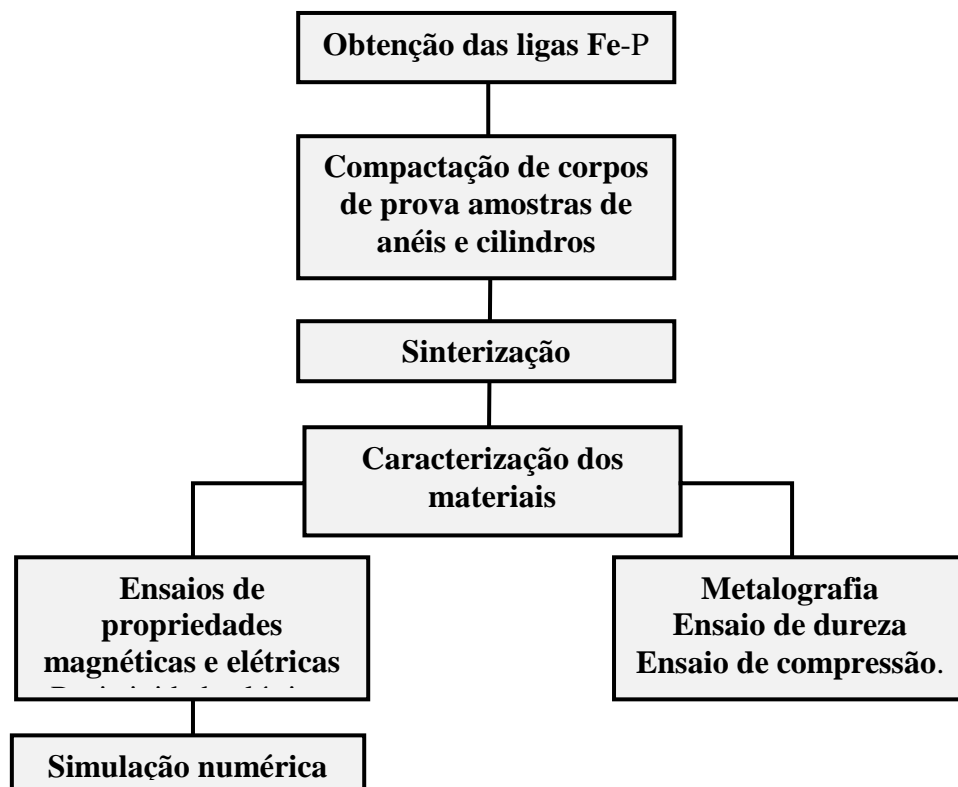 Obtenção das ligas Fe-P
Compactação de corpos
de prova amostras de
anéis e cilindros
Sinterização
Caracterização dos
materiais
Ensaios de
propriedades
magnéticas e elétricas
Metalografia
Ensaio de dureza
Ensaio de compressão.
Simulação numérica